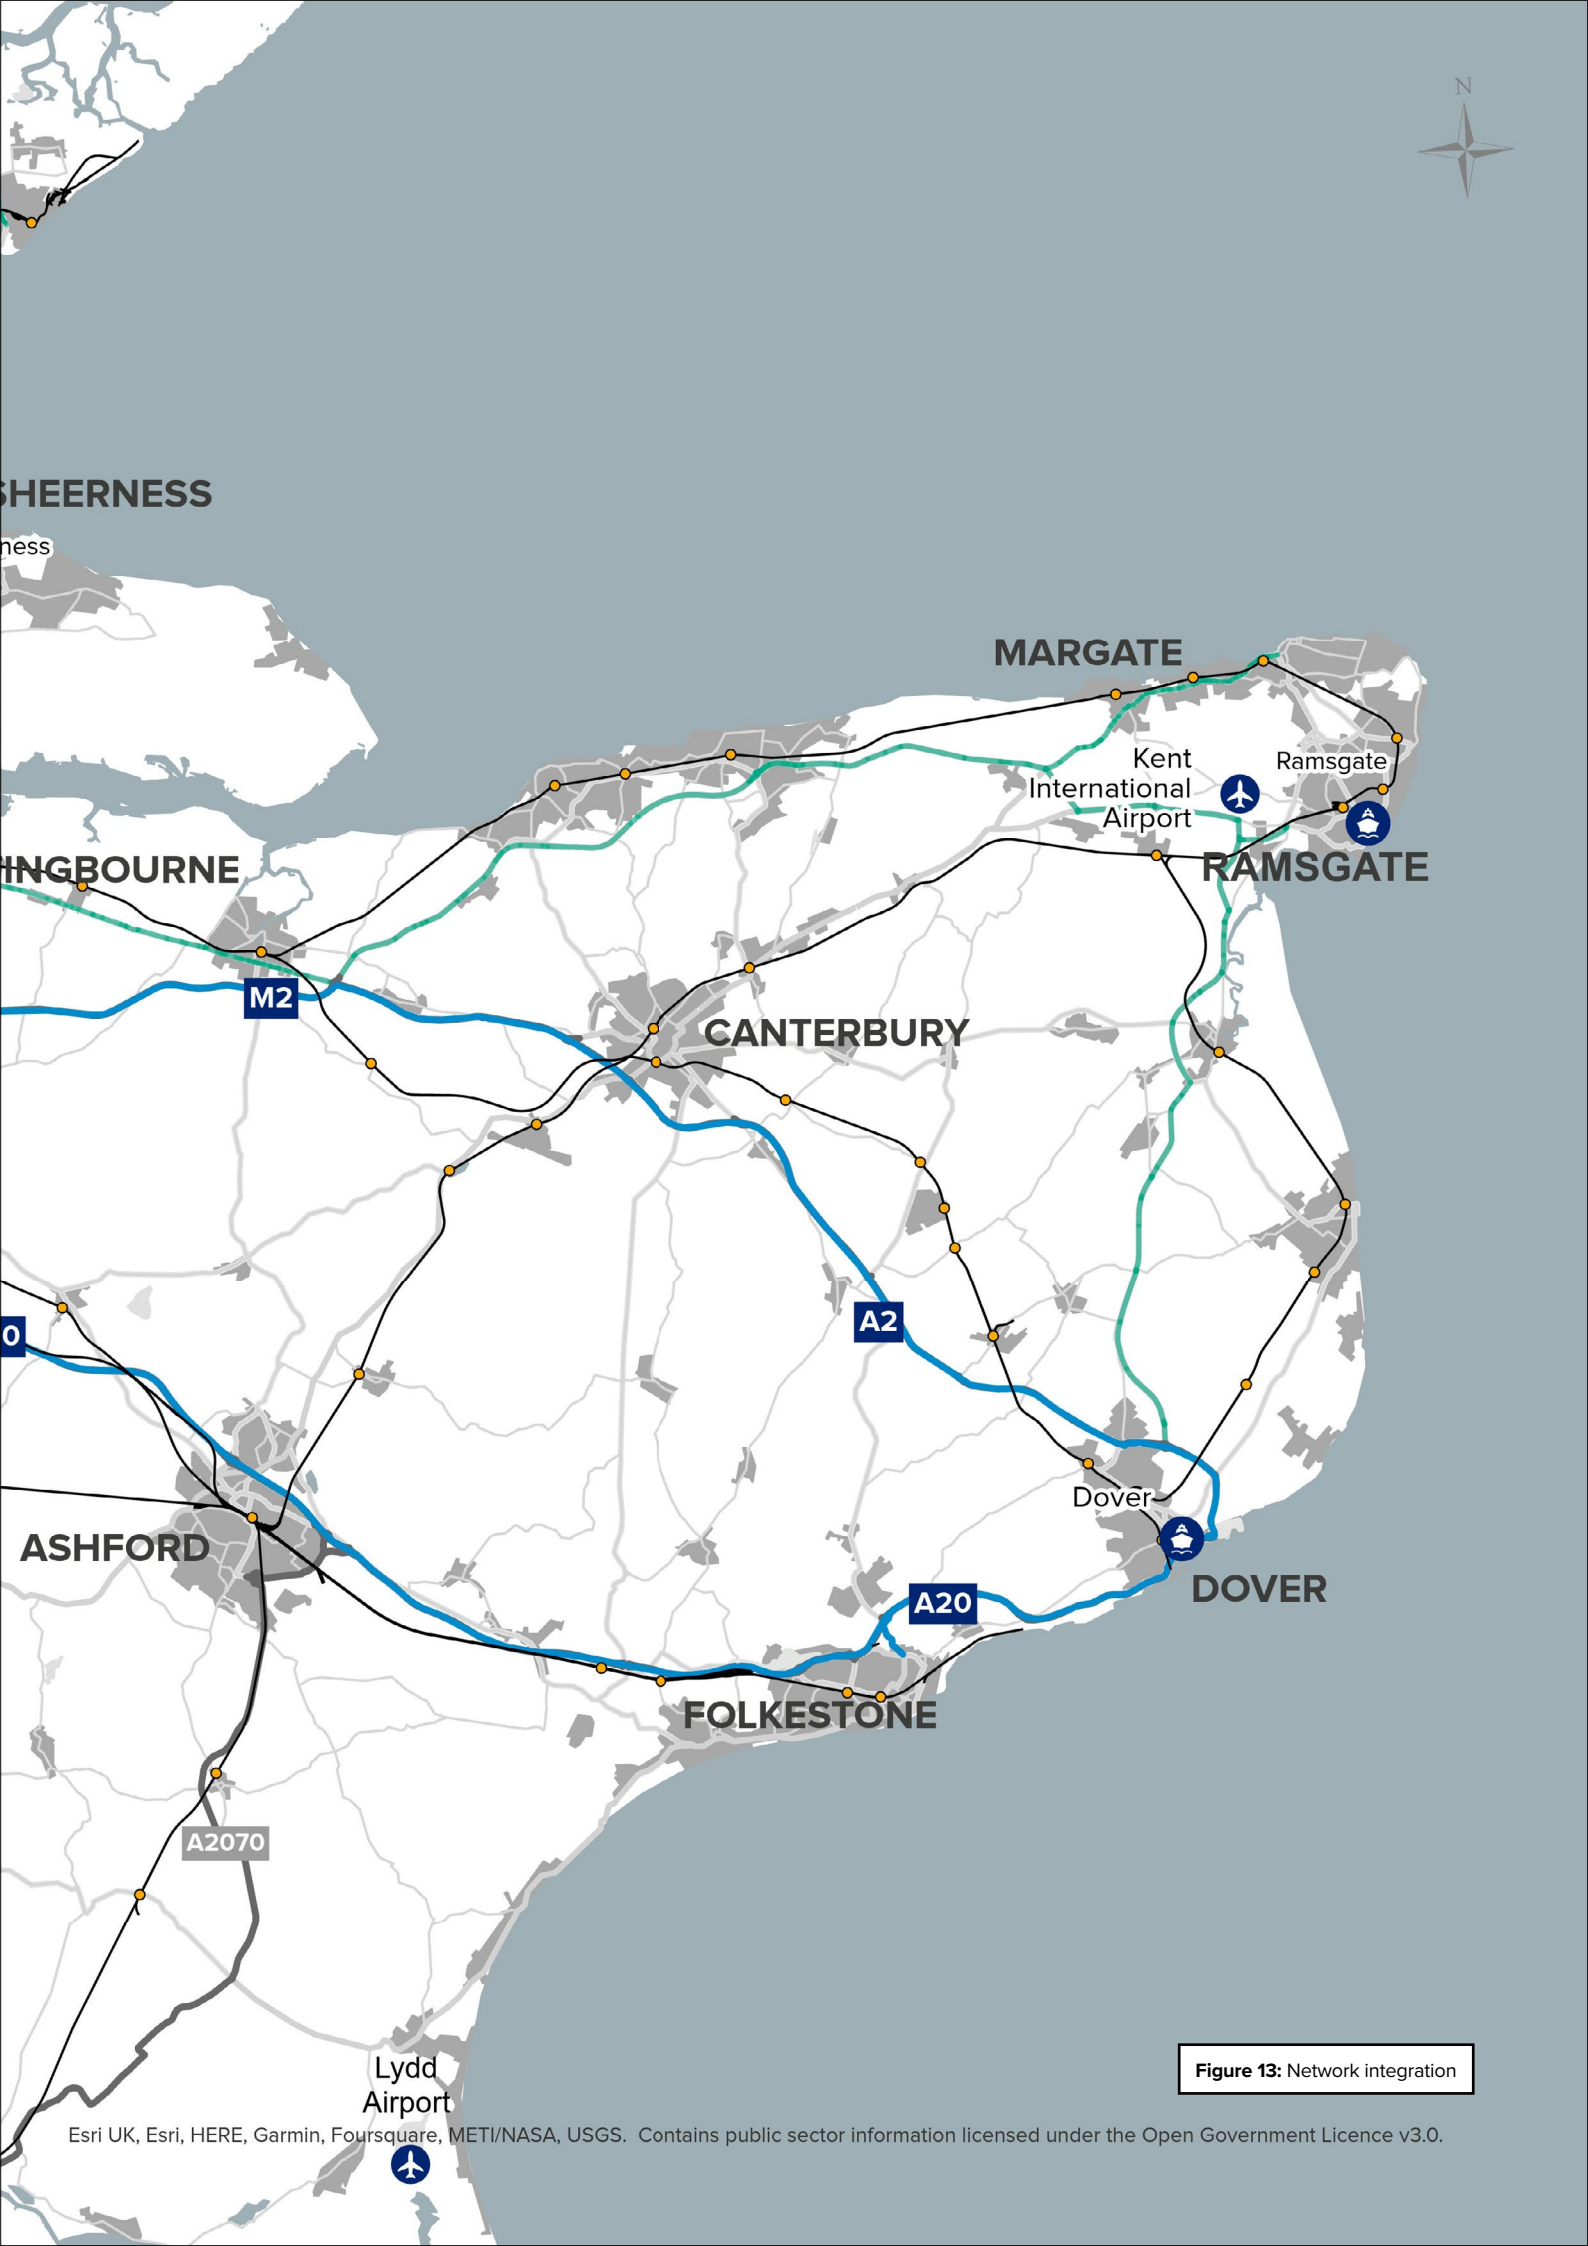 N
SHEERNESS
ness
MARGATE
Kent
International
Airport
Ramsgate
INGBOURNE
RAMSGATE
M2
CANTERBURY
A2
0
Dover
ASHFORD
DOVER
A20
FOLKESTONE
A2070
Lydd
Airport
Figure 13: Network integration
Esri UK, Esri, HERE, Garmin, Foursquare, METI/NASA, USGS.  Contains public sector information licensed under the Open Government Licence v3.0.